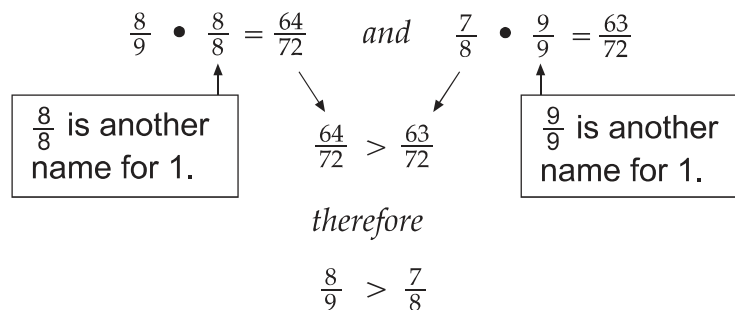 8/9 • 8/8 = 64/72 and 7/8 • 9/9 = 63/72
8/8 is another
name for 1.
64/72 > 63/72
9/9 is another
name for 1.
therefore
8/9 > 7/8